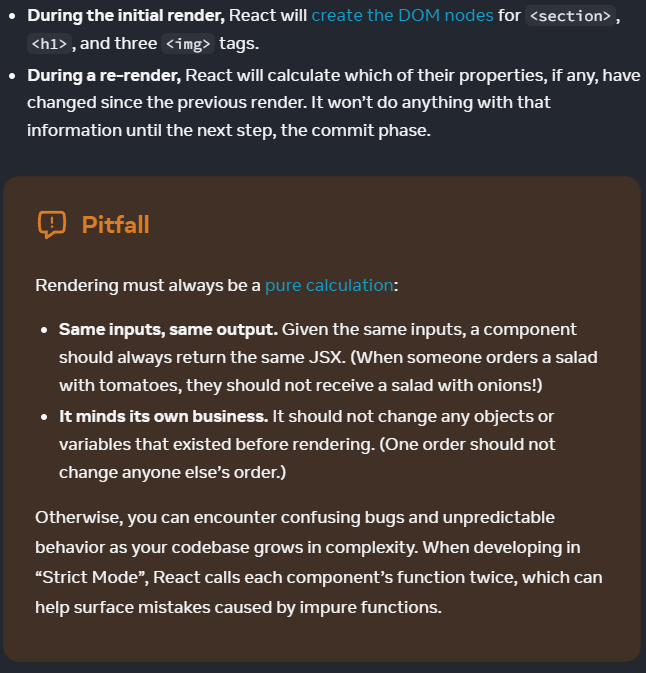 During the initial render, React will create the DOM nodes for <section>,
<h1>, and three <img> tags.
During a re-render, React will calculate which of their properties, if any, have
changed since the previous render. It won’t do anything with that
information until the next step, the commit phase.
Pitfall
Rendering must always be a pure calculation:
Same inputs, same output. Given the same inputs, a component
should always return the same JSX. (When someone orders a salad
with tomatoes, they should not receive a salad with onions!)
It minds its own business. It should not change any objects or
variables that existed before rendering. (One order should not
change anyone else’s order.)
Otherwise, you can encounter confusing bugs and unpredictable
behavior as your codebase grows in complexity. When developing in
“Strict Mode”, React calls each component’s function twice, which can
help surface mistakes caused by impure functions.